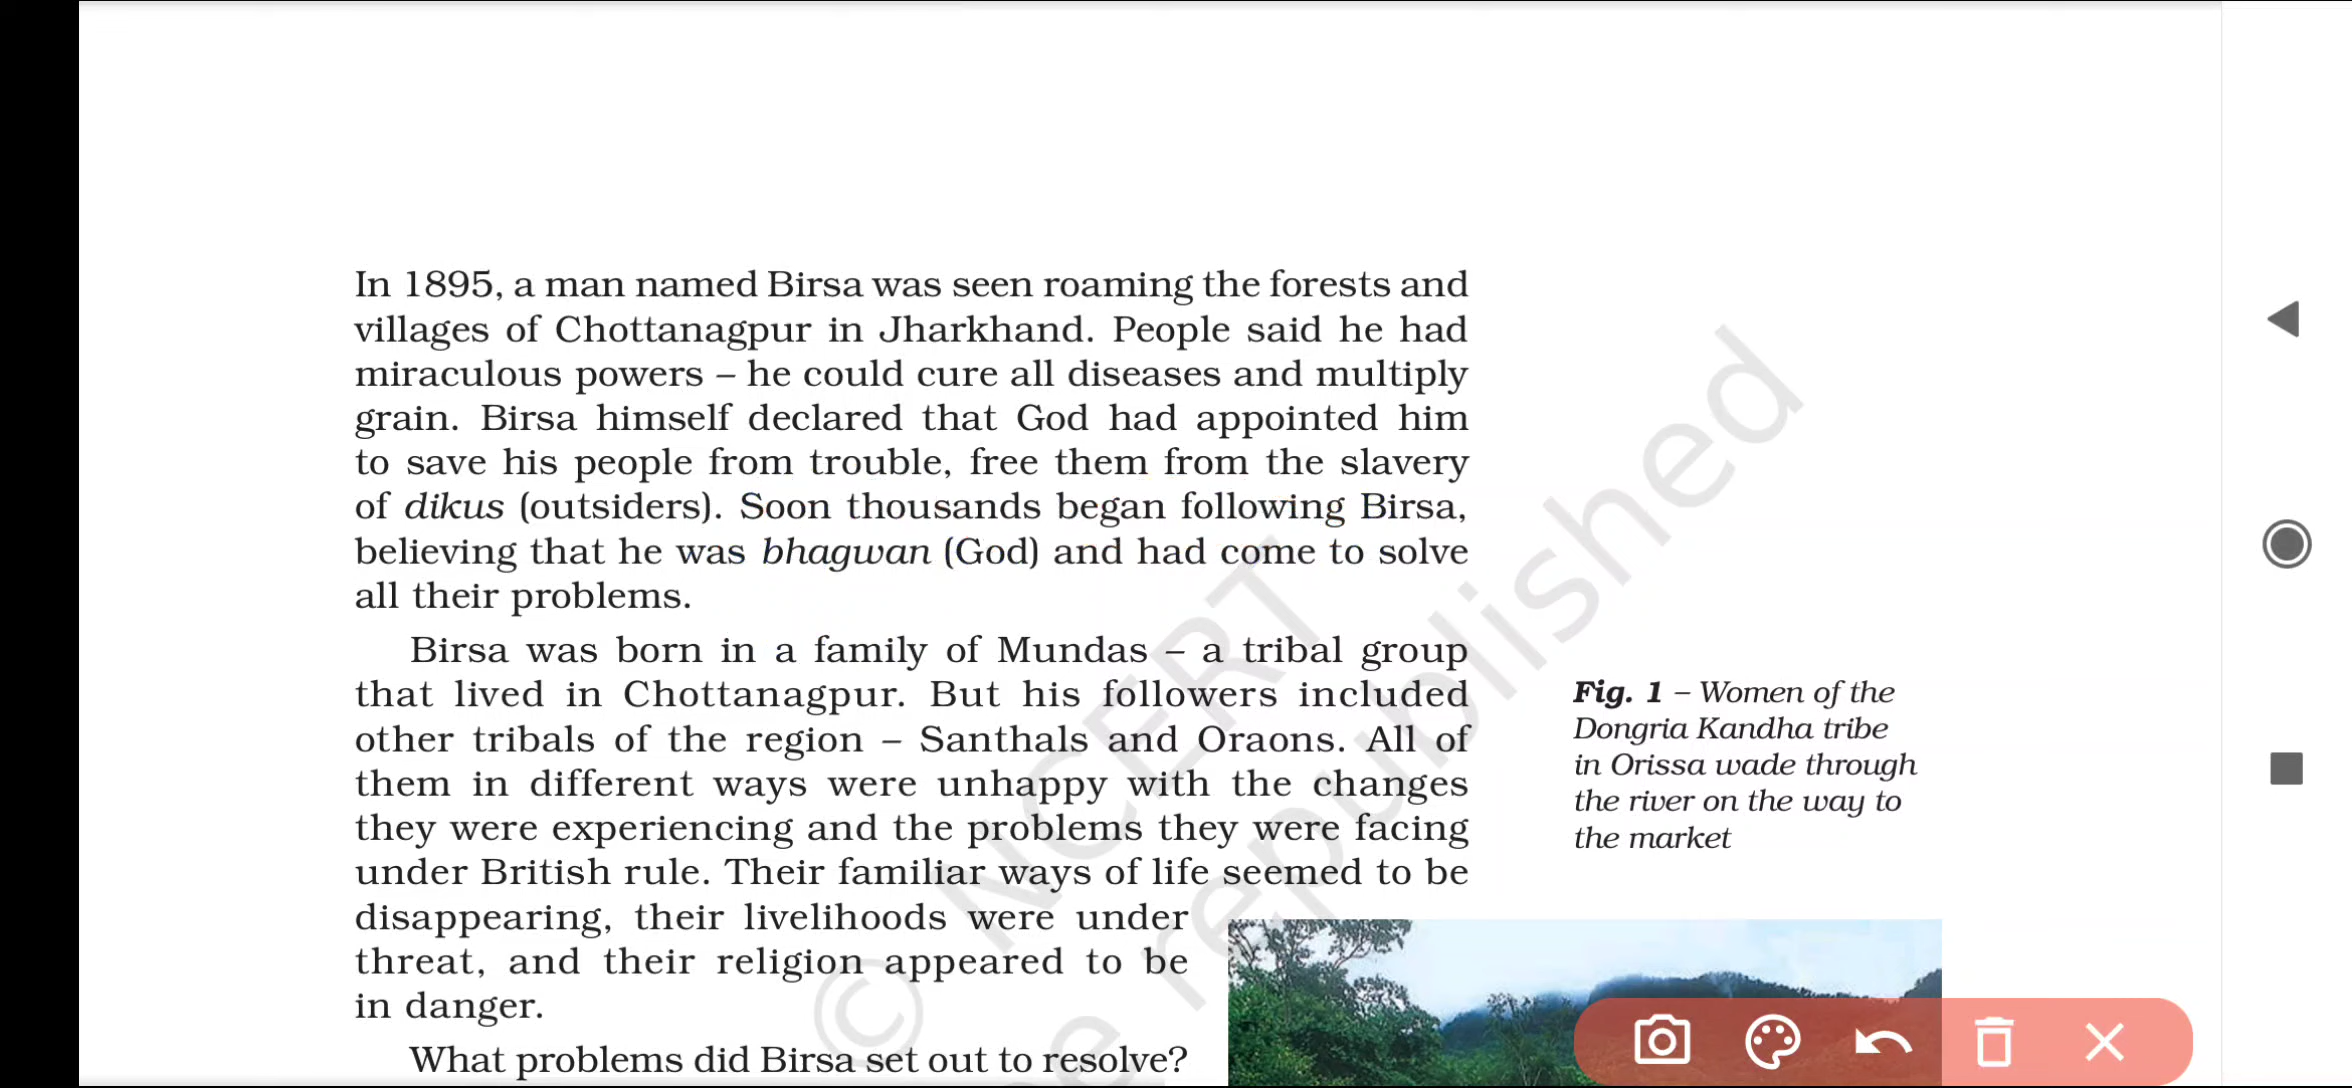 In 1895, a man named Birsa was seen roaming the forests and
villages of Chottanagpur in Jharkhand. People said he had
miraculous powers – he could cure all diseases and multiply
grain. Birsa himself declared that God had appointed him
to save his people from trouble, free them from the slavery
of dikus (outsiders). Soon thousands began following Birsa,
believing that he was bhagwan (God) and had come to solve
all their problems.
Birsa was born in a family of Mundas – a tribal group
that lived in Chottanagpur. But his followers included
other tribals of the region – Santhals and Oraons. All of
them in different ways were unhappy with the changes
they were experiencing and the problems they were facing
under British rule. Their familiar ways of life seemed to be
disappearing, their livelihoods were under
threat, and their religion appeared to be
in danger.
What problems did Birsa set out to resolve?
Fig. 1 – Women of the
Dongria Kandha tribe
in Orissa wade through
the river on the way to
the market
© NCERT
republished